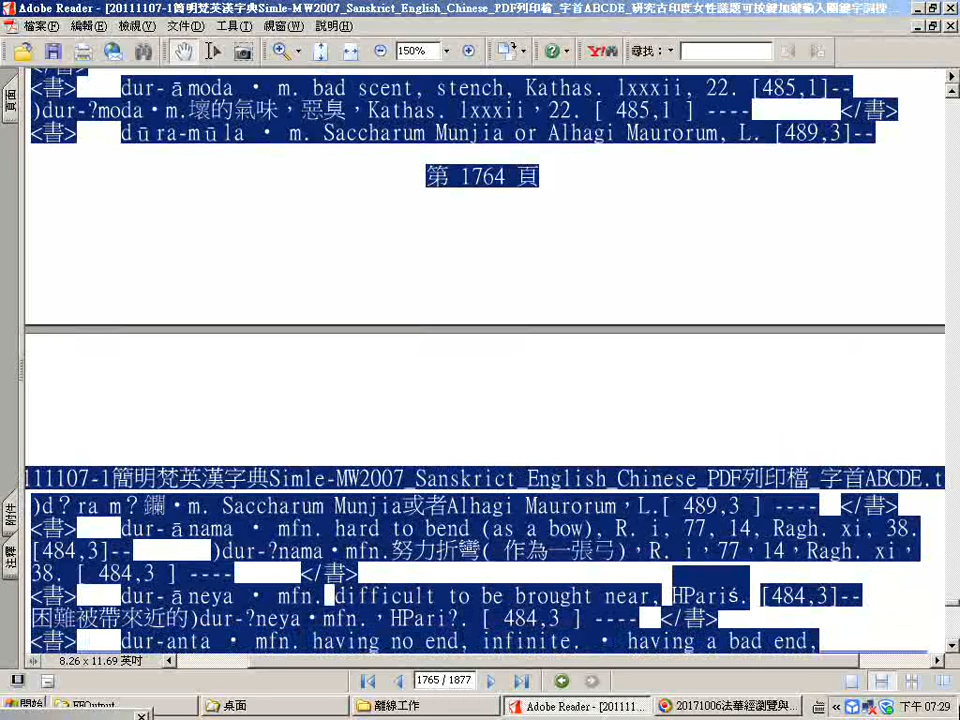 Adobe Reader - [20111107-1簡明梵英漢字典Simle-MW2007_Sanskrict_English_Chinese_PDF列印檔_字首ABCDE_研究古印度女性議題可按鍵加鍵輸入關鍵字詞搜
檔案(F) 編輯(E) 檢視(V) 文件(D) 工具(T) 視窗(W) 說明(H)
150% Y! 尋找：
頁面
</書>
<書> dur-āmoda • m. bad scent, stench, Kathas. lxxxii, 22. [485,1]--
)dur-?moda•m.壞的氣味，惡臭，Kathas. lxxxii，22. [ 485,1 ] ---- </書>
<書> dūra-mūla • m. Saccharum Munjia or Alhagi Maurorum, L. [489,3]--
第 1764 頁
111107-1簡明梵英漢字典Simle-MW2007_Sanskrict_English_Chinese_PDF列印檔_字首ABCDE.t
)d？ra m？鑭•m. Saccharum Munjia或者Alhagi Maurorum，L.[ 489,3 ] ---- </書>
<書> dur-ānama • mfn. hard to bend (as a bow), R. i, 77, 14, Ragh. xi, 38.
[484,3]-- )dur-?nama•mfn.努力折彎( 作為一張弓)，R. i，77，14，Ragh. xi，
38. [ 484,3 ] ---- </書>
<書> dur-āneya • mfn. difficult to be brought near, HPariś. [484,3]--
困難被帶來近的)dur-?neya•mfn.，HPari?. [ 484,3 ] ---- </書>
<書> dur-anta • mfn. having no end, infinite. • having a bad end,
附件
注釋
8.26 x 11.69 英吋
1765 / 1877
開始 FFOutput 桌面 離線工作 Adobe Reader - [201111... 20171006法華經瀏覽與... 下午 07:29